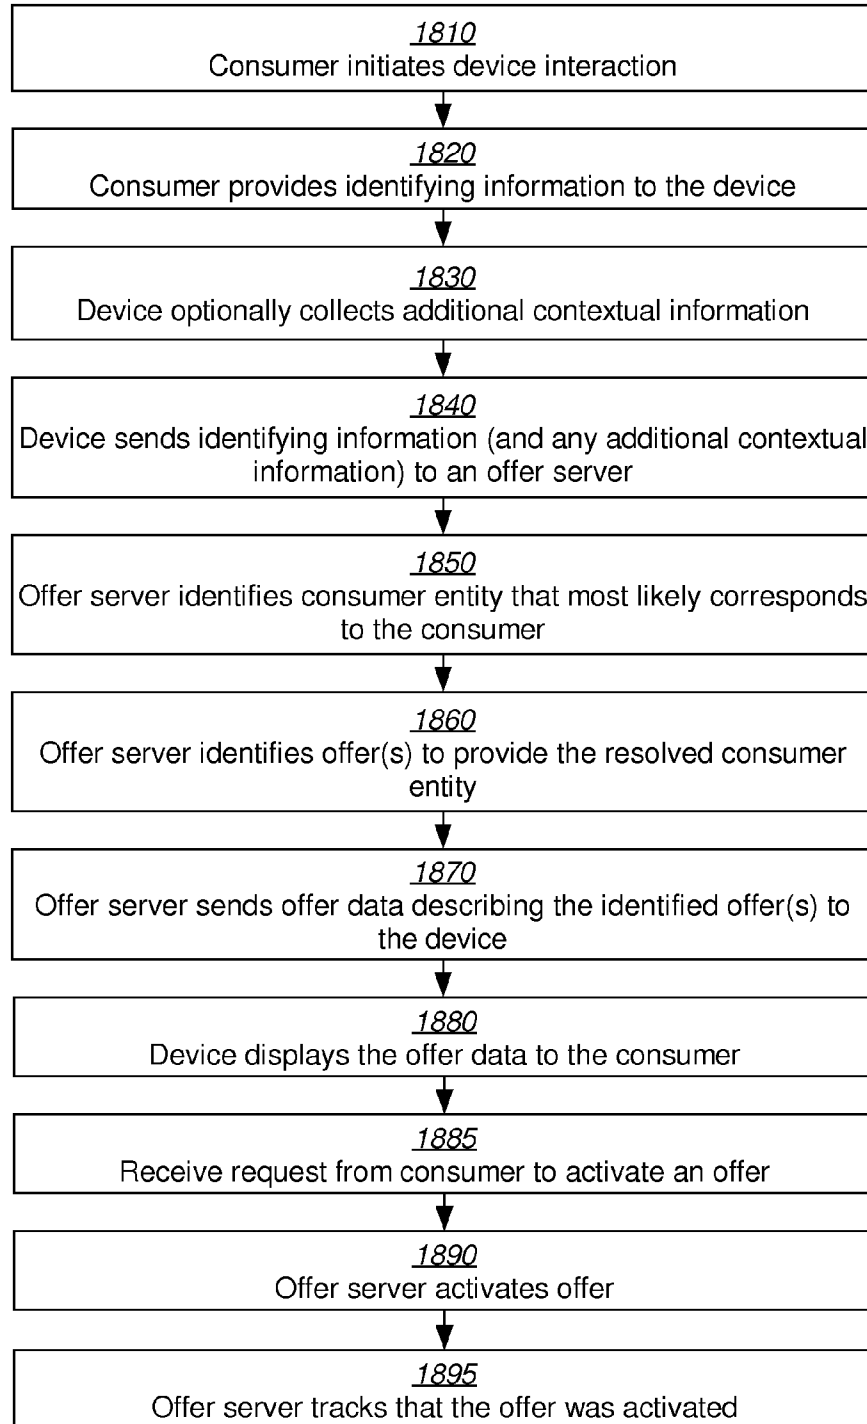 1810
Consumer initiates device interaction
1820
Consumer provides identifying information to the device
1830
Device optionally collects additional contextual information
1840
Device sends identifying information (and any additional contextual
information) to an offer server
1850
Offer server identifies consumer entity that most likely corresponds
to the consumer
1860
Offer server identifies offer(s) to provide the resolved consumer
entity
1870
Offer server sends offer data describing the identified offer(s) to
the device
1880
Device displays the offer data to the consumer
1885
Receive request from consumer to activate an offer
1890
Offer server activates offer
1895
Offer server tracks that the offer was activated